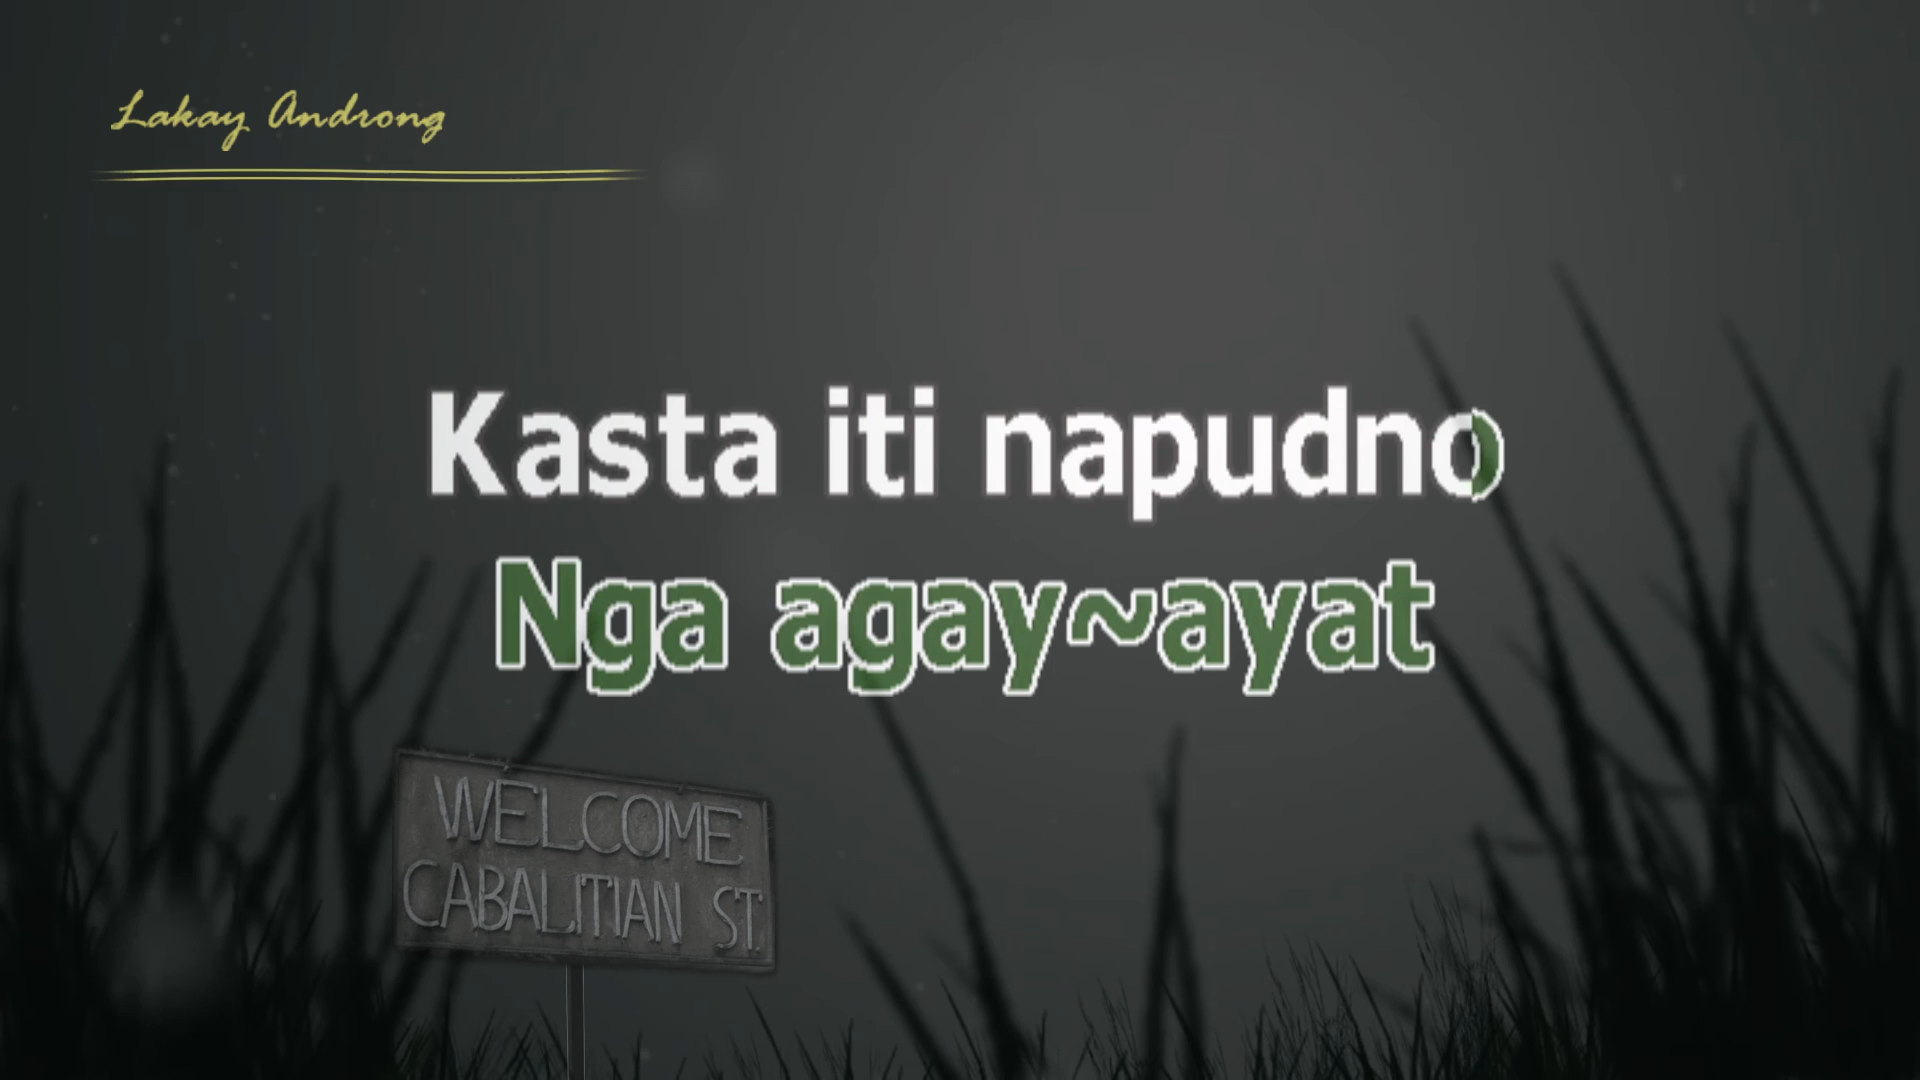 Lakay Androng
Kasta iti napudno
Nga agay~ayat
WELCOME
CABALITIAN ST.